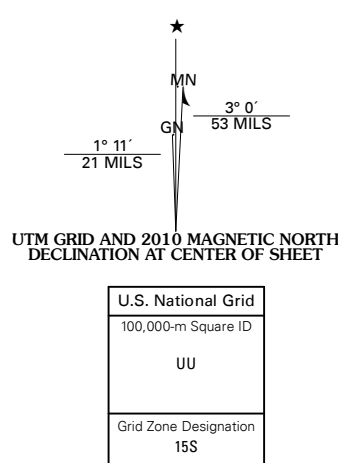 ★
MN
GN
3° 0´
53 MILS
1° 11´
21 MILS
UTM GRID AND 2010 MAGNETIC NORTH
DECLINATION AT CENTER OF SHEET
U.S. National Grid
100,000-m Square ID
UU
Grid Zone Designation
15S